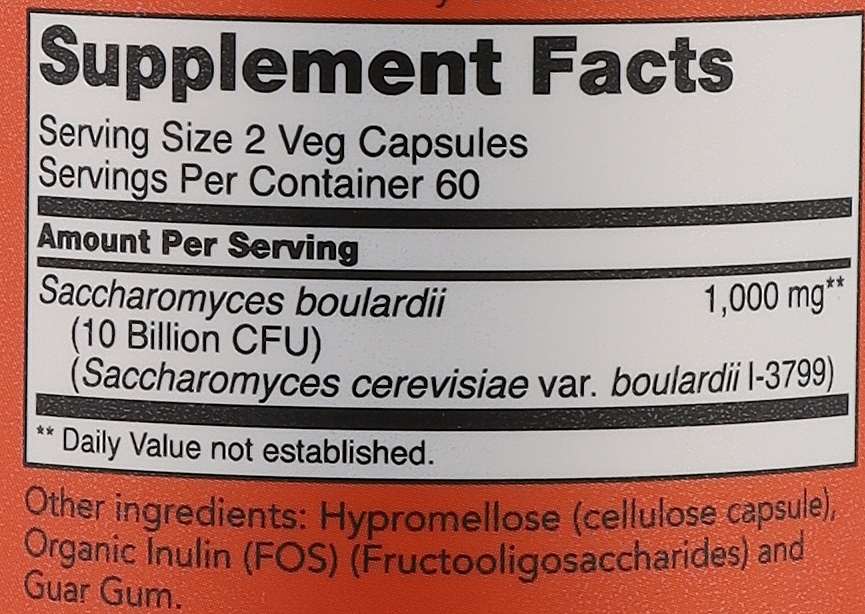 Supplement Facts
Serving Size 2 Veg Capsules
Servings Per Container 60
Amount Per Serving
Saccharomyces boulardii 1,000 mg**
(10 Billion CFU)
(Saccharomyces cerevisiae var. boulardii I-3799)
** Daily Value not established.
Other ingredients: Hypromellose (cellulose capsule),
Organic Inulin (FOS) (Fructooligosaccharides) and
Guar Gum.